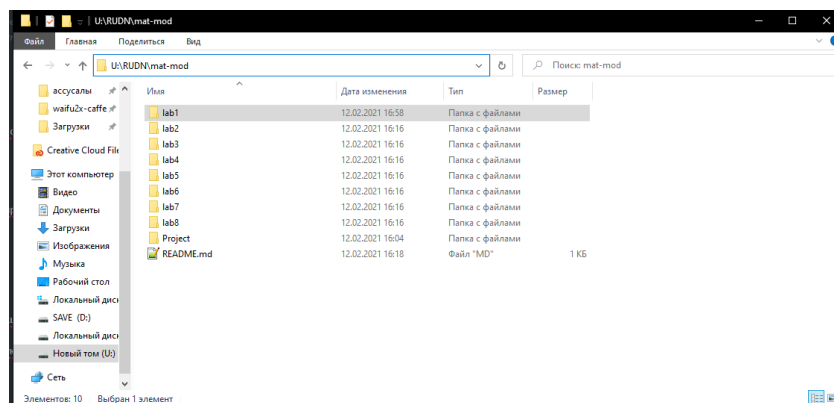 U:\RUDN\mat-mod
Файл Главная Поделиться Вид
U:\RUDN\mat-mod
Поиск: mat-mod
ассусалы
waifu2x-caffe
Загрузки
Creative Cloud File
Этот компьютер
Видео
Документы
Загрузки
Изображения
Музыка
Рабочий стол
Локальный диск
SAVE (D:)
Локальный диск
Новый том (U:)
Сеть
Имя Дата изменения Тип Размер
lab1 12.02.2021 16:58 Папка с файлами
lab2 12.02.2021 16:16 Папка с файлами
lab3 12.02.2021 16:16 Папка с файлами
lab4 12.02.2021 16:16 Папка с файлами
lab5 12.02.2021 16:16 Папка с файлами
lab6 12.02.2021 16:16 Папка с файлами
lab7 12.02.2021 16:16 Папка с файлами
lab8 12.02.2021 16:16 Папка с файлами
Project 12.02.2021 16:04 Папка с файлами
README.md 12.02.2021 16:18 Файл "MD" 1 КБ
Элементов: 10 Выбран 1 элемент